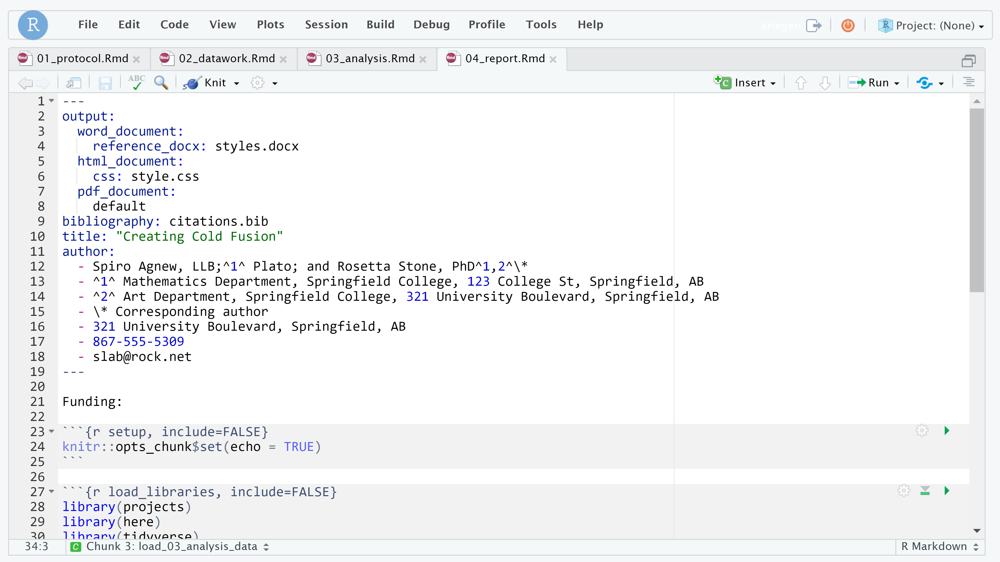 R File Edit Code View Plots Session Build Debug Profile Tools Help kriegen Project: (None)
01_protocol.Rmd 02_datawork.Rmd 03_analysis.Rmd 04_report.Rmd
ABC Knit Insert Run
1 ---
2 output:
3 word_document:
4 reference_docx: styles.docx
5 html_document:
6 css: style.css
7 pdf_document:
8 default
9 bibliography: citations.bib
10 title: "Creating Cold Fusion"
11 author:
12 - Spiro Agnew, LLB;^1^ Plato; and Rosetta Stone, PhD^1,2^\*
13 - ^1^ Mathematics Department, Springfield College, 123 College St, Springfield, AB
14 - ^2^ Art Department, Springfield College, 321 University Boulevard, Springfield, AB
15 - \* Corresponding author
16 - 321 University Boulevard, Springfield, AB
17 - 867-555-5309
18 - slab@rock.net
19 ---
20
21 Funding:
22
23 ```{r setup, include=FALSE}
24 knitr::opts_chunk$set(echo = TRUE)
25 ```
26
27 ```{r load_libraries, include=FALSE}
28 library(projects)
29 library(here)
30 library(tidyverse)
34:3 C Chunk 3: load_03_analysis_data R Markdown